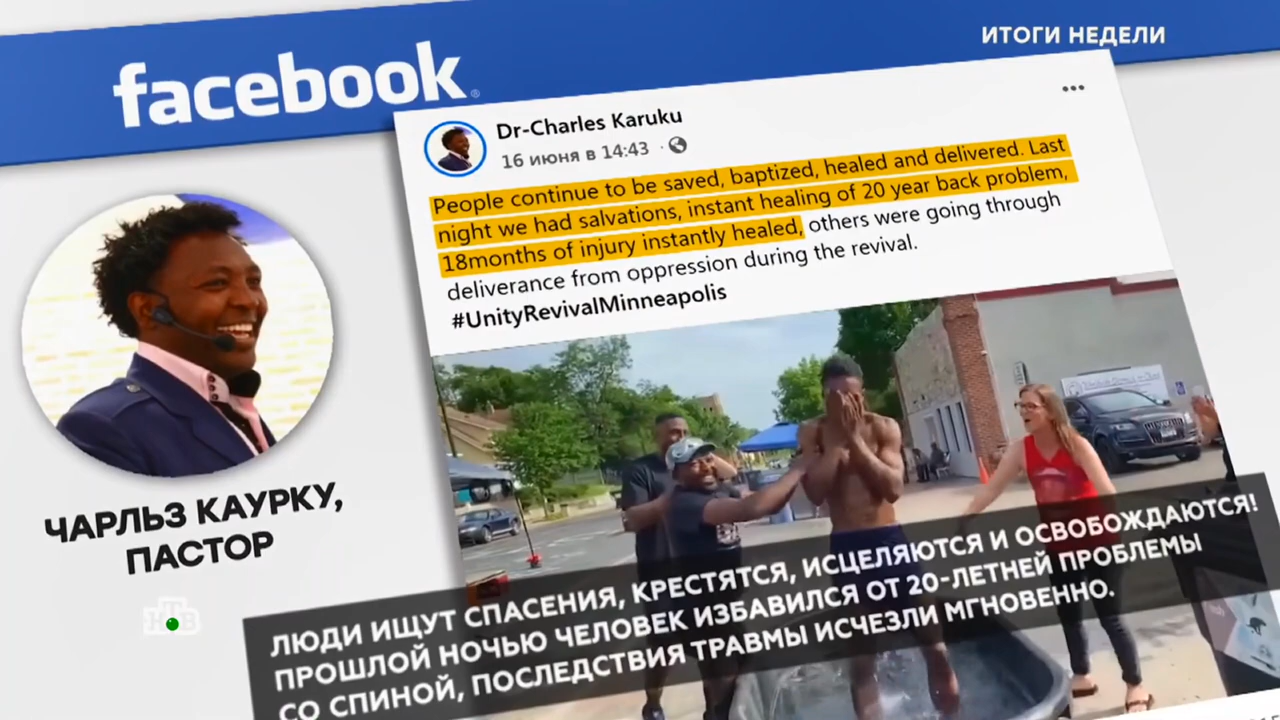 ИТОГИ НЕДЕЛИ
facebook
Dr-Charles Karuku
16 июня в 14:43
People continue to be saved, baptized, healed and delivered. Last
night we had salvations, instant healing of 20 year back problem,
18months of injury instantly healed, others were going through
deliverance from oppression during the revival.
#UnityRevivalMinneapolis
ЧАРЛЬЗ КАУРКУ,
ПАСТОР
НТВ
ЛЮДИ ИЩУТ СПАСЕНИЯ, КРЕСТЯТСЯ, ИСЦЕЛЯЮТСЯ И ОСВОБОЖДАЮТСЯ!
ПРОШЛОЙ НОЧЬЮ ЧЕЛОВЕК ИЗБАВИЛСЯ ОТ 20-ЛЕТНЕЙ ПРОБЛЕМЫ
СО СПИНОЙ, ПОСЛЕДСТВИЯ ТРАВМЫ ИСЧЕЗЛИ МГНОВЕННО.